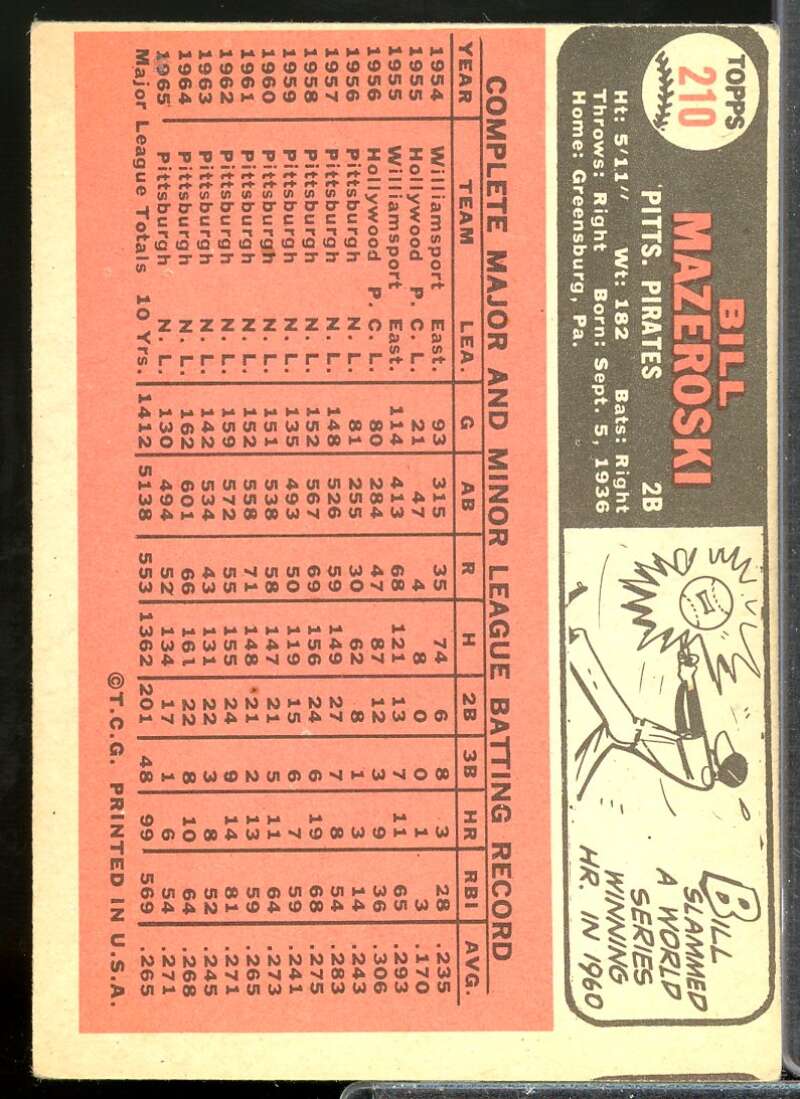 TOPPS
210
BILL
MAZEROSKI
PITTS. PIRATES 2B
Ht: 5'11" Wt: 182 Bats: Right
Throws: Right Born: Sept. 5, 1936
Home: Greensburg, Pa.
BILL
SLAMMED
A WORLD
SERIES
WINNING
HR. IN 1960
COMPLETE MAJOR AND MINOR LEAGUE BATTING RECORD
YEAR TEAM LEA. G AB R H 2B 3B HR RBI AVG.
1954 Williamsport East. 93 315 35 74 6 8 3 28 .235
1955 Hollywood P. C. L. 21 47 4 8 0 0 1 3 .170
1955 Williamsport East. 114 413 68 121 13 7 11 65 .293
1956 Hollywood P. C. L. 80 284 47 87 12 3 9 36 .306
1956 Pittsburgh N. L. 81 255 30 62 8 1 3 14 .243
1957 Pittsburgh N. L. 148 526 59 149 27 7 8 54 .283
1958 Pittsburgh N. L. 152 567 69 156 24 6 19 68 .275
1959 Pittsburgh N. L. 135 493 50 119 15 6 7 59 .241
1960 Pittsburgh N. L. 151 538 58 147 21 5 11 64 .273
1961 Pittsburgh N. L. 152 558 71 148 21 2 13 59 .265
1962 Pittsburgh N. L. 159 572 55 155 24 9 14 81 .271
1963 Pittsburgh N. L. 142 534 43 131 22 3 8 52 .245
1964 Pittsburgh N. L. 162 601 66 161 22 8 10 64 .268
1965 Pittsburgh N. L. 130 494 52 134 17 1 6 54 .271
Major League Totals 10 Yrs. 1412 5138 553 1362 201 48 99 569 .265
©T.C.G. PRINTED IN U.S.A.